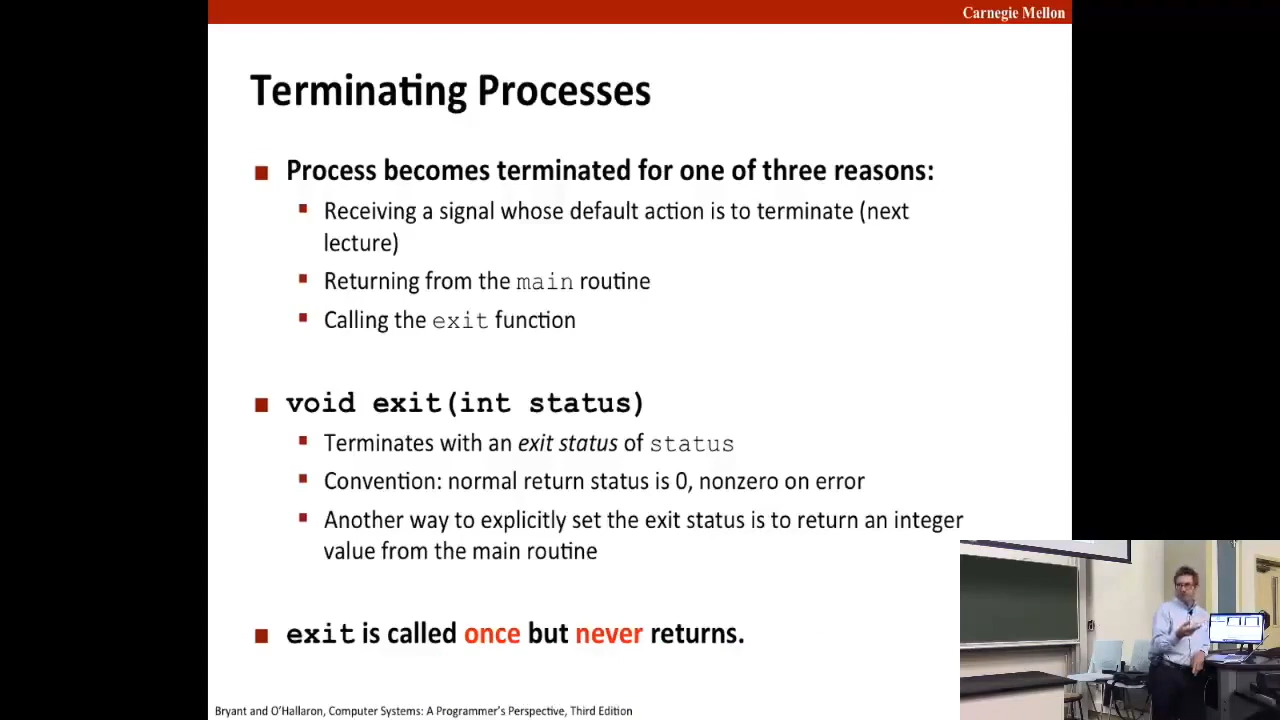 Carnegie Mellon
Terminating Processes
Process becomes terminated for one of three reasons:
Receiving a signal whose default action is to terminate (next
lecture)
Returning from the main routine
Calling the exit function
void exit(int status)
Terminates with an exit status of status
Convention: normal return status is 0, nonzero on error
Another way to explicitly set the exit status is to return an integer
value from the main routine
exit is called once but never returns.
Bryant and O'Hallaron, Computer Systems: A Programmer's Perspective, Third Edition